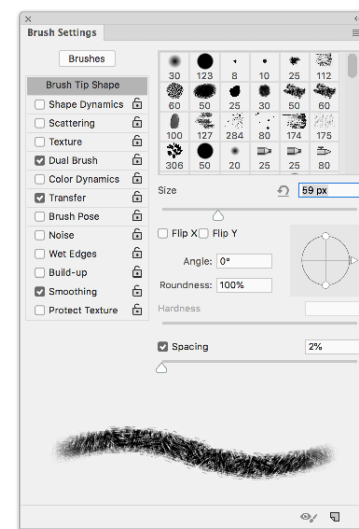 Brush Settings
Brushes
Brush Tip Shape
Shape Dynamics
Scattering
Texture
Dual Brush
Color Dynamics
Transfer
Brush Pose
Noise
Wet Edges
Build-up
Smoothing
Protect Texture
30 123 8 10 25 112
60 50 25 30 50 60
100 127 284 80 174 175
306 50 20 25 25 80
Size 59 px
Flip X Flip Y
Angle: 0°
Roundness: 100%
Hardness
Spacing 2%